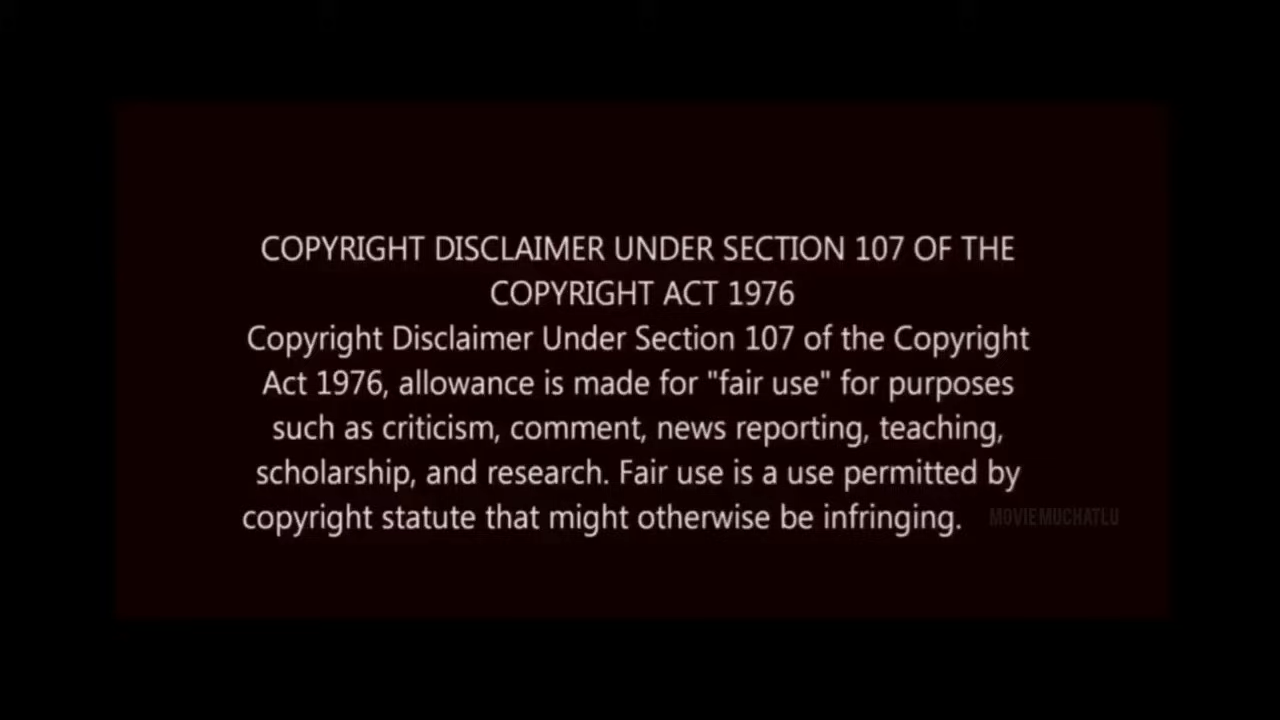 COPYRIGHT DISCLAIMER UNDER SECTION 107 OF THE
COPYRIGHT ACT 1976
Copyright Disclaimer Under Section 107 of the Copyright
Act 1976, allowance is made for "fair use" for purposes
such as criticism, comment, news reporting, teaching,
scholarship, and research. Fair use is a use permitted by
copyright statute that might otherwise be infringing.
MOVIEMUCHATLU